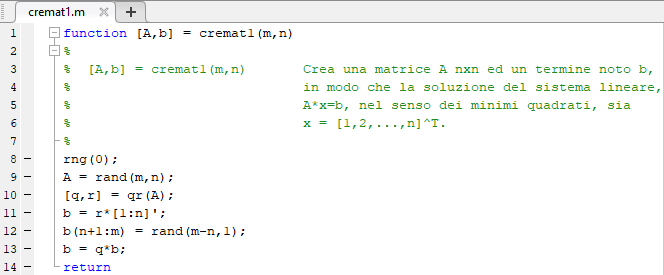 cremat1.m
1 function [A,b] = cremat1(m,n)
2 %
3 % [A,b] = cremat1(m,n) Crea una matrice A nxn ed un termine noto b,
4 % in modo che la soluzione del sistema lineare,
5 % A*x=b, nel senso dei minimi quadrati, sia
6 % x = [1,2,...,n]^T.
7 %
8 rng(0);
9 A = rand(m,n);
10 [q,r] = qr(A);
11 b = r*[1:n]';
12 b(n+1:m) = rand(m-n,1);
13 b = q*b;
14 return